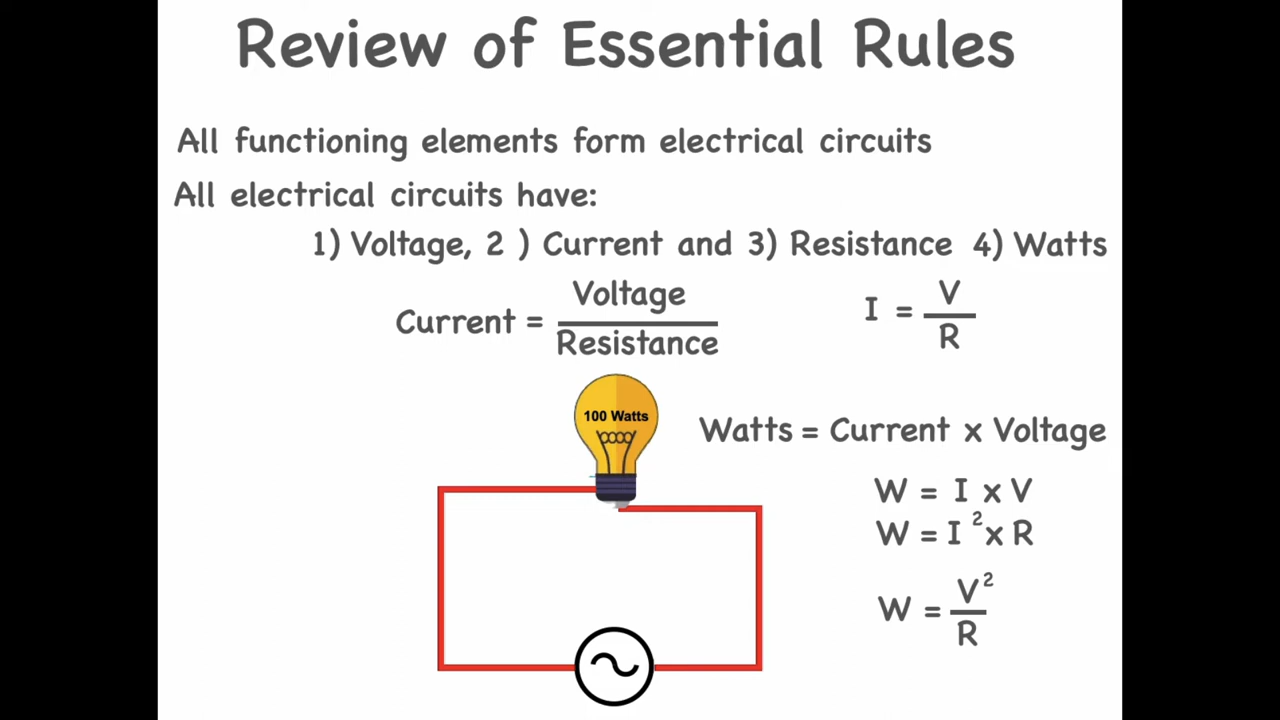 Review of Essential Rules
All functioning elements form electrical circuits
All electrical circuits have:
1) Voltage, 2 ) Current and 3) Resistance 4) Watts
Current = Voltage / Resistance
I = V / R
100 Watts
Watts = Current x Voltage
W = I x V
W = I ² x R
W = V² / R